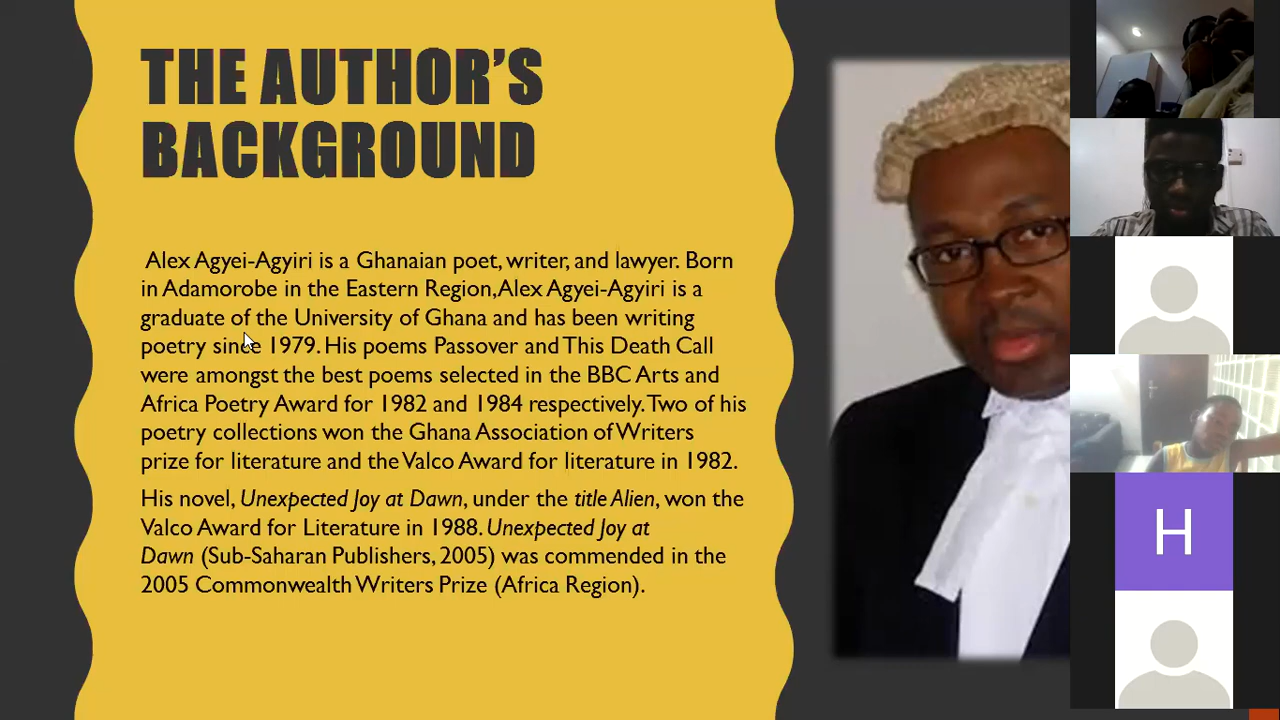 THE AUTHOR’S
BACKGROUND
Alex Agyei-Agyiri is a Ghanaian poet, writer, and lawyer. Born
in Adamorobe in the Eastern Region,Alex Agyei-Agyiri is a
graduate of the University of Ghana and has been writing
poetry since 1979. His poems Passover and This Death Call
were amongst the best poems selected in the BBC Arts and
Africa Poetry Award for 1982 and 1984 respectively. Two of his
poetry collections won the Ghana Association of Writers
prize for literature and the Valco Award for literature in 1982.
His novel, Unexpected Joy at Dawn, under the title Alien, won the
Valco Award for Literature in 1988. Unexpected Joy at
Dawn (Sub-Saharan Publishers, 2005) was commended in the
2005 Commonwealth Writers Prize (Africa Region).
H